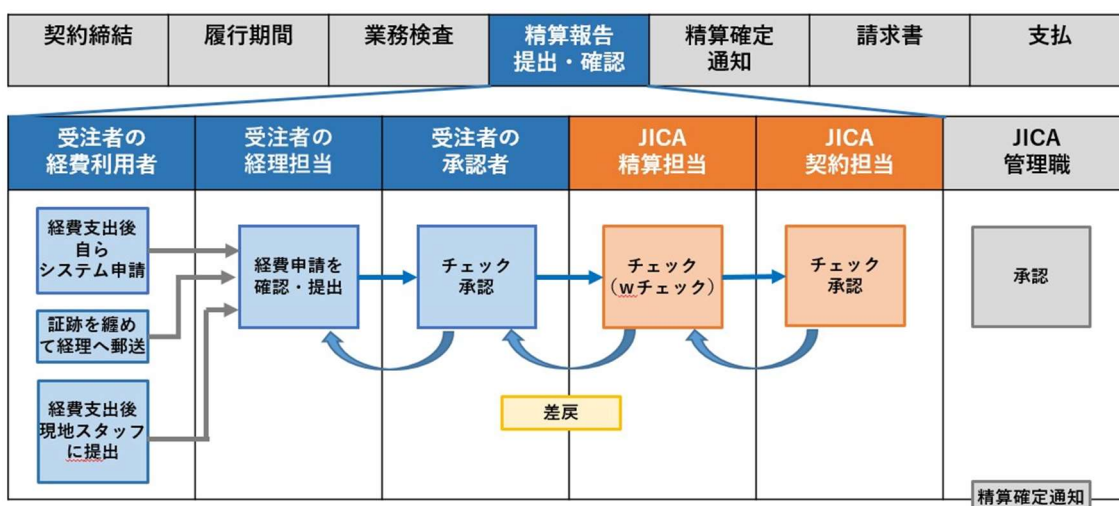 契約締結
履行期間
業務検査
精算報告
提出・確認
精算確定
通知
請求書
支払
受注者の
経費利用者
受注者の
経理担当
受注者の
承認者
JICA
精算担当
JICA
契約担当
JICA
管理職
経費支出後
自ら
システム申請
証跡を纏め
て経理へ郵送
経費支出後
現地スタッフ
に提出
経費申請を
確認・提出
チェック
承認
チェック
（wチェック）
チェック
承認
承認
差戻
精算確定通知